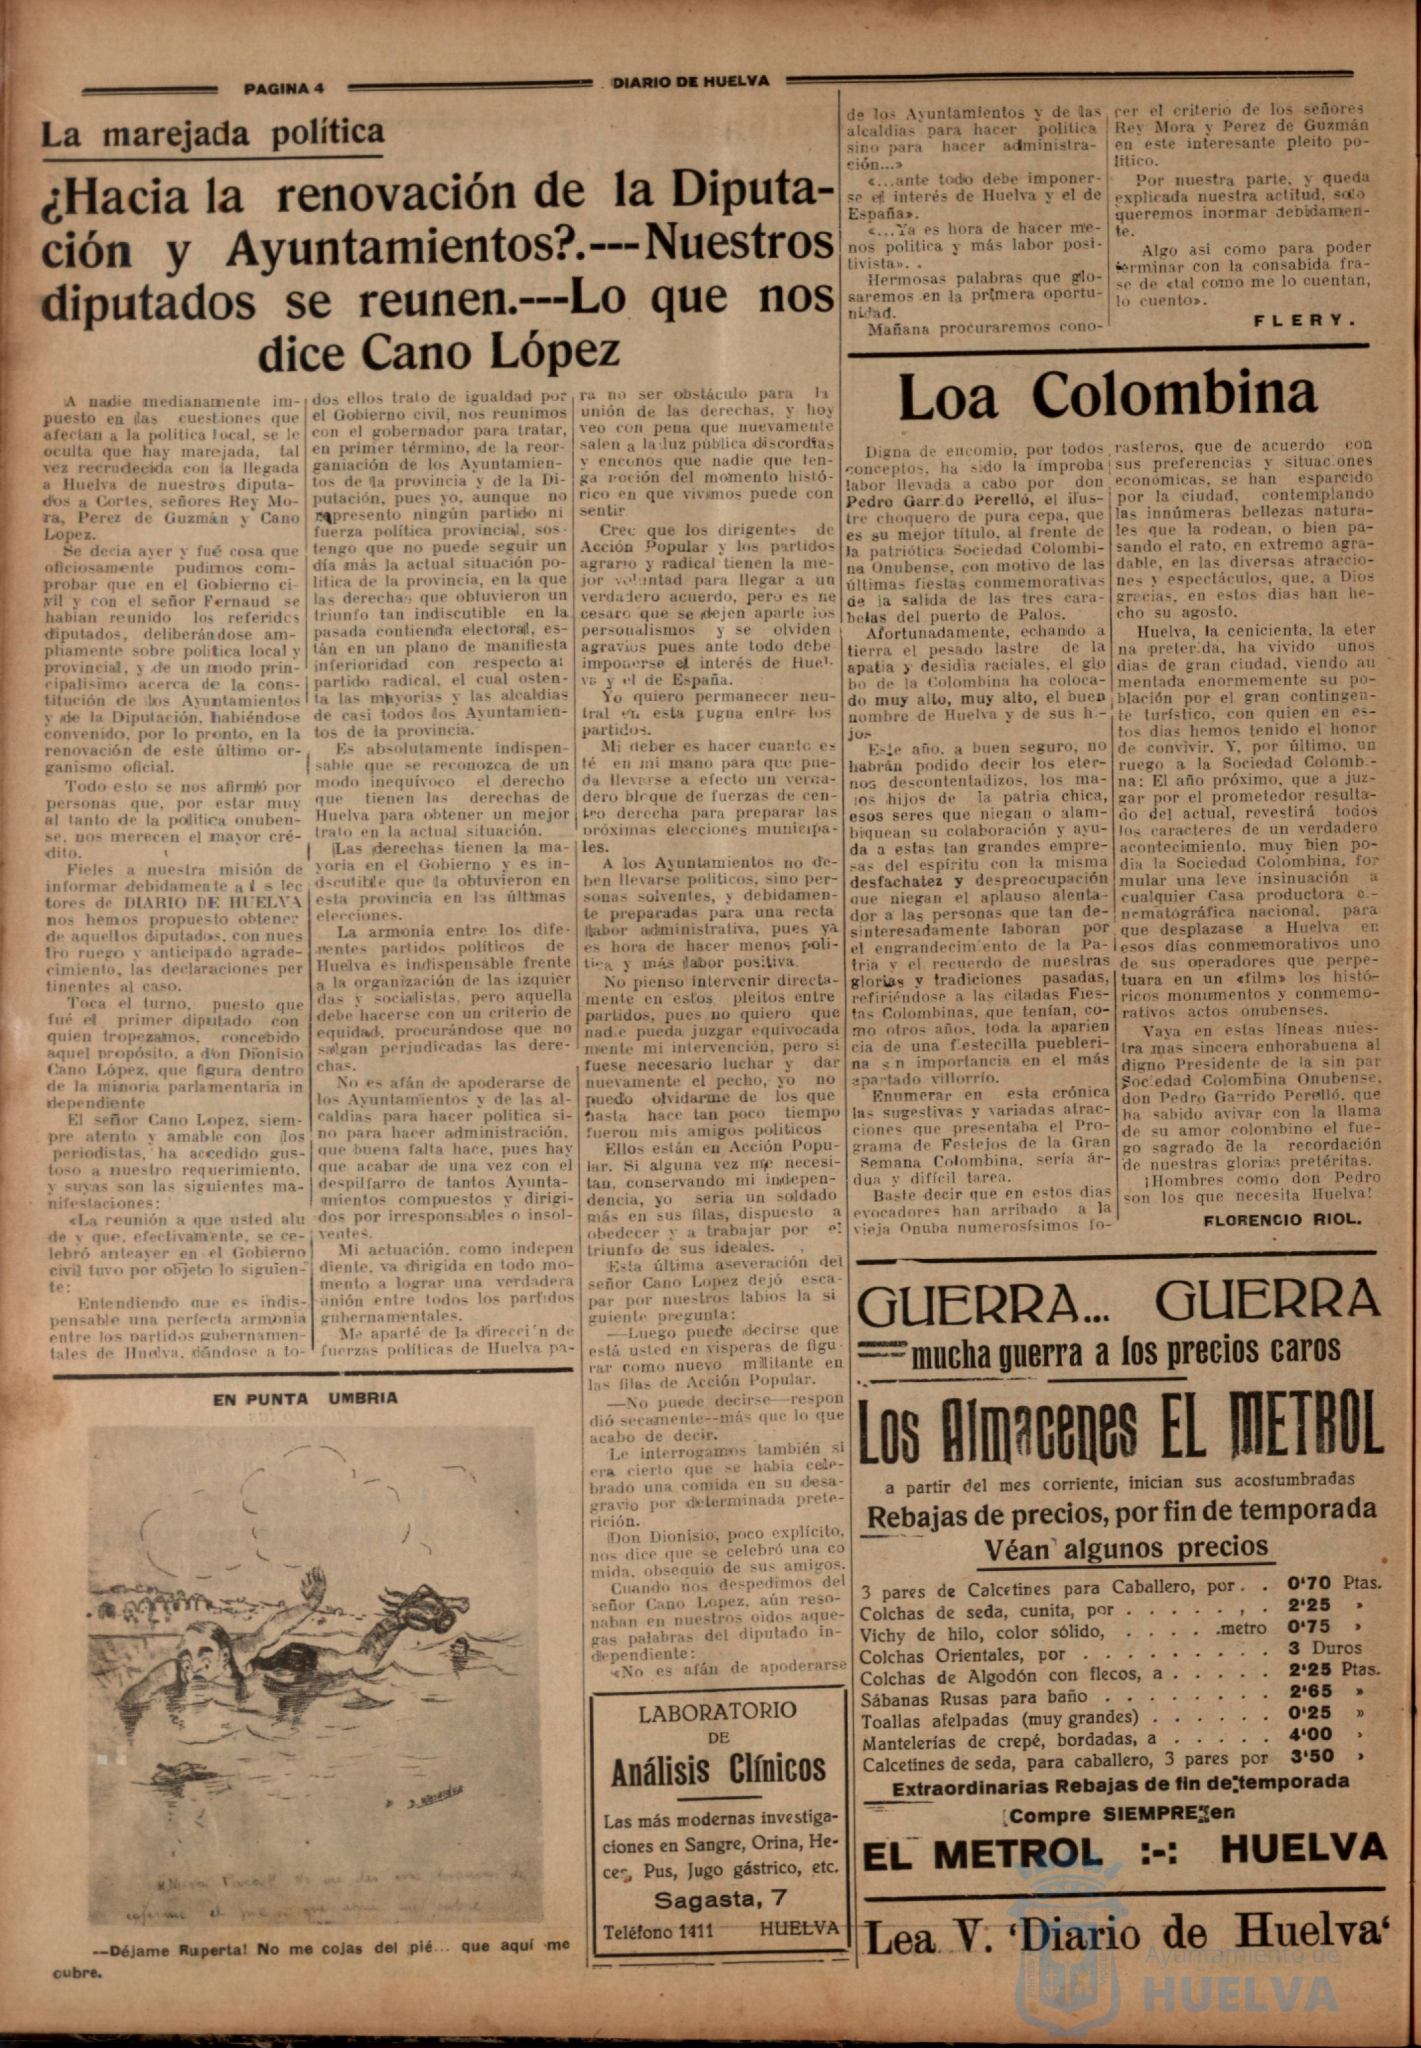 PAGINA 4
DIARIO DE HUELVA
La marejada política
¿Hacia la renovación de la Diputa-
ción y Ayuntamientos?.---Nuestros
diputados se reunen.---Lo que nos
dice Cano López
A nadie medianamente im-
puesto en las cuestiones que
afectan a la política local, se le
oculta que hay marejada, tal
vez recrudecida con la llegada
a Huelva de nuestros diputa-
dos a Cortes, señores Rey Mo-
ra, Perez de Guzmán y Cano
Lopez.
Se decia ayer y fué cosa que
oficiosamente pudimos com-
probar que en el Gobierno ci-
vil y con el señor Fernaud se
habían reunido los referidos
diputados, deliberándose am-
pliamente sobre política local y
provincial, y de un modo prin-
cipalísimo acerca de la cons-
titución de los Ayuntamientos
y de la Diputación, habiéndose
convenido, por lo pronto, en la
renovación de este último or-
ganismo oficial.
Todo esto se nos afirmó por
personas que, por estar muy
al tanto de la política onuben-
se, nos merecen el mayor cré-
dito.
Fieles a nuestra misión de
informar debidamente a l s lec
tores de DIARIO DE HUELVA
nos hemos propuesto obtener
de aquellos diputados, con nues
tro ruego y anticipado agrade-
cimiento, las declaraciones per
tinentes al caso.
Toca el turno, puesto que
fué el primer diputado con
quien tropezamos, concebido
aquel propósito, a don Dionisio
Cano López, que figura dentro
de la minoria parlamentaria in
dependiente
El señor Cano Lopez, siem-
pre atento y amable con los
periodistas, ha accedido gus-
toso a nuestro requerimiento,
y suyas son las siguientes ma-
nifestaciones:
«La reunión a que usted alu
de y que, efectivamente, se ce-
lebró anteayer en el Gobierno
civil tuvo por objeto lo siguien-
te:
Entendiendo que es indis-
pensable una perfecta armonia
entre los partidos gubernamen-
tales de Huelva, dándose a to-
dos ellos trato de igualdad por
el Gobierno civil, nos reunimos
con el gobernador para tratar,
en primer término, de la reor-
ganiación de los Ayuntamien-
tos de la provincia y de la Di-
putación, pues yo, aunque no
represento ningún partido ni
fuerza política provincial, sos-
tengo que no puede seguir un
día más la actual situación po-
lítica de la provincia, en la que
las derechas que obtuvieron un
triunfo tan indiscutible en la
pasada contienda electoral, es-
tán en un plano de manifiesta
inferioridad con respecto al
partido radical, el cual osten-
ta las mayorias y las alcaldias
de casi todos los Ayuntamien-
tos de la provincia.
Es absolutamente indispen-
sable que se reconozca de un
modo inequívoco el derecho
que tienen las derechas de
Huelva para obtener un mejor
trato en la actual situación.
Las derechas tienen la ma-
yoria en el Gobierno y es in-
discutible que la obtuvieron en
esta provincia en las últimas
elecciones.
La armonía entre los dife-
rentes partidos políticos de
Huelva es indispensable frente
a la organización de las izquier
das y socialistas, pero aquella
debe hacerse con un criterio de
equidad, procurándose que no
salgan perjudicadas las dere-
chas.
No es afán de apoderarse de
los Ayuntamientos y de las al-
caldias para hacer politica si-
no para hacer administración,
que buena falta hace, pues hay
que acabar de una vez con el
despilfarro de tantos Ayunta-
mientos compuestos y dirigi-
dos por irresponsables o insol-
ventes.
Mi actuación, como indepen
diente, va dirigida en todo mo-
mento a lograr una verdadera
unión entre todos los partidos
gubernamentales.
Me aparté de la direcci'n de
fuerzas políticas de Huelva pa-
ra no ser obstáculo para la
unión de las derechas, y hoy
veo con pena que nuevamente
salen a la luz pública discordias
y enconos que nadie que ten-
ga noción del momento histó-
rico en que vivimos puede con
sentir
Creo que los dirigentes de
Acción Popular y los partidos
agrario y radical tienen la me-
jor voluntad para llegar a un
verdadero acuerdo, pero es ne
cesaro que se dejen aparte los
personalismos y se olviden
agravios pues ante todo debe
imponerse el interés de Huel-
va y el de España.
Yo quiero permanecer neu-
tral en esta pugna entre los
partidos.
Mi deber es hacer cuanto es
té en mi mano para que pue-
da llevarse a efecto un verda-
dero bloque de fuerzas de cen-
tro derecha para preparar las
próximas elecciones municipa-
les.
A los Ayuntamientos no de-
ben llevarse politicos, sino per-
sonas solventes, y debidamen-
te preparadas para una recta
labor administrativa, pues ya
es hora de hacer menos poli-
tica y más labor positiva.
No pienso intervenir directa-
mente en estos pleitos entre
partidos, pues no quiero que
nadie pueda juzgar equivocada
mente mi intervención, pero si
fuese necesario luchar y dar
nuevamente el pecho, yo no
puedo olvidarme de los que
hasta hace tan poco tiempo
fueron mis amigos politicos
Ellos están en Acción Popu-
lar. Si alguna vez me necesi-
tan, conservando mi indepen-
dencia, yo seria un soldado
más en sus filas, dispuesto a
obedecer y a trabajar por el
triunfo de sus ideales.
Esta última aseveración del
señor Cano Lopez dejó esca-
par por nuestros labios la si
guiente pregunta:
—Luego puede decirse que
está usted en visperas de figu-
rar como nuevo militante en
las filas de Acción Popular.
—No puede decirse—respon
dió secamente--más que lo que
acabo de decir.
Le interrogamos también si
era cierto que se había cele-
brado una comida en su desa-
gravio por determinada prete-
rición.
Don Dionisio, poco explícito,
nos dice que se celebró una co
mida, obsequio de sus amigos.
Cuando nos despedimos del
señor Cano López, aún reso-
naban en nuestros oidos aque-
gas palabras del diputado in-
dependiente:
«No es afán de apoderarse
de los Ayuntamientos y de las
alcaldias para hacer politica
sino para hacer administra-
ción...»
«...ante todo debe imponer-
se el interés de Huelva y el de
España».
«...Ya es hora de hacer me-
nos politica y más labor posi-
tivista».
Hermosas palabras que glo-
saremos en la primera oportu-
nidad.
Mañana procuraremos cono-
cer el criterio de los señores
Rey Mora y Perez de Guzmán
en este interesante pleito po-
lítico.
Por nuestra parte, y queda
explicada nuestra actitud, solo
queremos inormar debidamen-
te.
Algo asi como para poder
terminar con la consabida fra-
se de «tal como me lo cuentan,
lo cuento».
FLERY.
Loa Colombina
Digna de encomio, por todos
conceptos, ha sido la ímproba
labor llevada a cabo por don
Pedro Garrido Perelló, el ilus-
tre choquero de pura cepa, que
es su mejor título, al frente de
la patriótica Sociedad Colombi-
na Onubense, con motivo de las
últimas fiestas conmemorativas
de la salida de las tres cara-
belas del puerto de Palos.
Afortunadamente, echando a
tierra el pesado lastre de la
apatia y desidia raciales, el glo
bo de la Colombina ha coloca-
do muy alto, muy alto, el buen
nombre de Huelva y de sus hi-
jos
Este año, a buen seguro, no
habrán podido decir los eter-
nos descontentadizos, los ma-
los hijos de la patria chica,
esos seres que niegan o alam-
biquean su colaboración y ayu-
da a estas tan grandes empre-
sas del espíritu con la misma
desfachatez y despreocupación
que niegan el aplauso alenta-
dor a las personas que tan de-
sinteresadamente laboran por
el engrandecimiento de la Pa-
tria y el recuerdo de nuestras
glorias y tradiciones pasadas,
refiriéndose a las citadas Fies-
tas Colombinas, que tenían, co-
mo otros años, toda la aparien
cia de una fiestecilla puebleri-
na sin importancia en el más
apartado villorrio.
Enumerar en esta crónica
las sugestivas y variadas atrac-
ciones que presentaba el Pro-
grama de Festejos de la Gran
Semana Colombina, sería ár-
dua y difícil tarea.
Baste decir que en estos dias
evocadores han arribado a la
vieja Onuba numerosísimos fo-
rasteros, que de acuerdo con
sus preferencias y situaciones
económicas, se han esparcido
por la ciudad, contemplando
las innúmeras bellezas natura-
les que la rodean, o bien pa-
sando el rato, en extremo agra-
dable, en las diversas atraccio-
nes y espectáculos, que, a Dios
gracias, en estos dias han he-
cho su agosto.
Huelva, la cenicienta, la eter
na preterida, ha vivido unos
dias de gran ciudad, viendo au
mentada enormemente su po-
blación por el gran contingen-
te turístico, con quien en es-
tos dias hemos tenido el honor
de convivir. Y, por último, un
ruego a la Sociedad Colombi-
na: El año próximo, que a juz-
gar por el prometedor resulta-
do del actual, revestirá todos
los caracteres de un verdadero
acontecimiento, muy bien po-
dia la Sociedad Colombina, for
mular una leve insinuación a
cualquier Casa productora ci-
nematográfica nacional, para
que desplazase a Huelva en
esos días conmemorativos uno
de sus operadores que perpe-
tuara en un «film» los histó-
ricos monumentos y conmemo-
rativos actos onubenses.
Vaya en estas líneas nues-
tra mas sincera enhorabuena al
digno Presidente de la sin par
Sociedad Colombina Onubense,
don Pedro Garrido Perelló, que
ha sabido avivar con la llama
de su amor colombino el fue-
go sagrado de la recordación
de nuestras glorias pretéritas.
¡Hombres como don Pedro
son los que necesita Huelva!
FLORENCIO RIOL.
EN PUNTA UMBRIA
--Déjame Ruperta! No me cojas del pié... que aquí me
cubre.
LABORATORIO
DE
Análisis Clínicos
Las más modernas investiga-
ciones en Sangre, Orina, He-
ces, Pus, Jugo gástrico, etc.
Sagasta, 7
Teléfono 1411 HUELVA
GUERRA... GUERRA
mucha guerra a los precios caros
Los Almacenes EL METROL
a partir del mes corriente, inician sus acostumbradas
Rebajas de precios, por fin de temporada
Véan algunos precios
3 pares de Calcetines para Caballero, por . . 0'70 Ptas.
Colchas de seda, cunita, por . . . . . . . 2'25 »
Vichy de hilo, color sólido, . . . . . metro 0'75 »
Colchas Orientales, por . . . . . . . . . 3 Duros
Colchas de Algodón con flecos, a . . . . . 2'25 Ptas.
Sábanas Rusas para baño . . . . . . . . 2'65 »
Toallas afelpadas (muy grandes) . . . . . . 0'25 »
Mantelerías de crepé, bordadas, a . . . . . 4'00 »
Calcetines de seda, para caballero, 3 pares por 3'50 »
Extraordinarias Rebajas de fin de temporada
Compre SIEMPRE en
EL METROL :-: HUELVA
Lea V. 'Diario de Huelva'
Ayuntamiento de
HUELVA